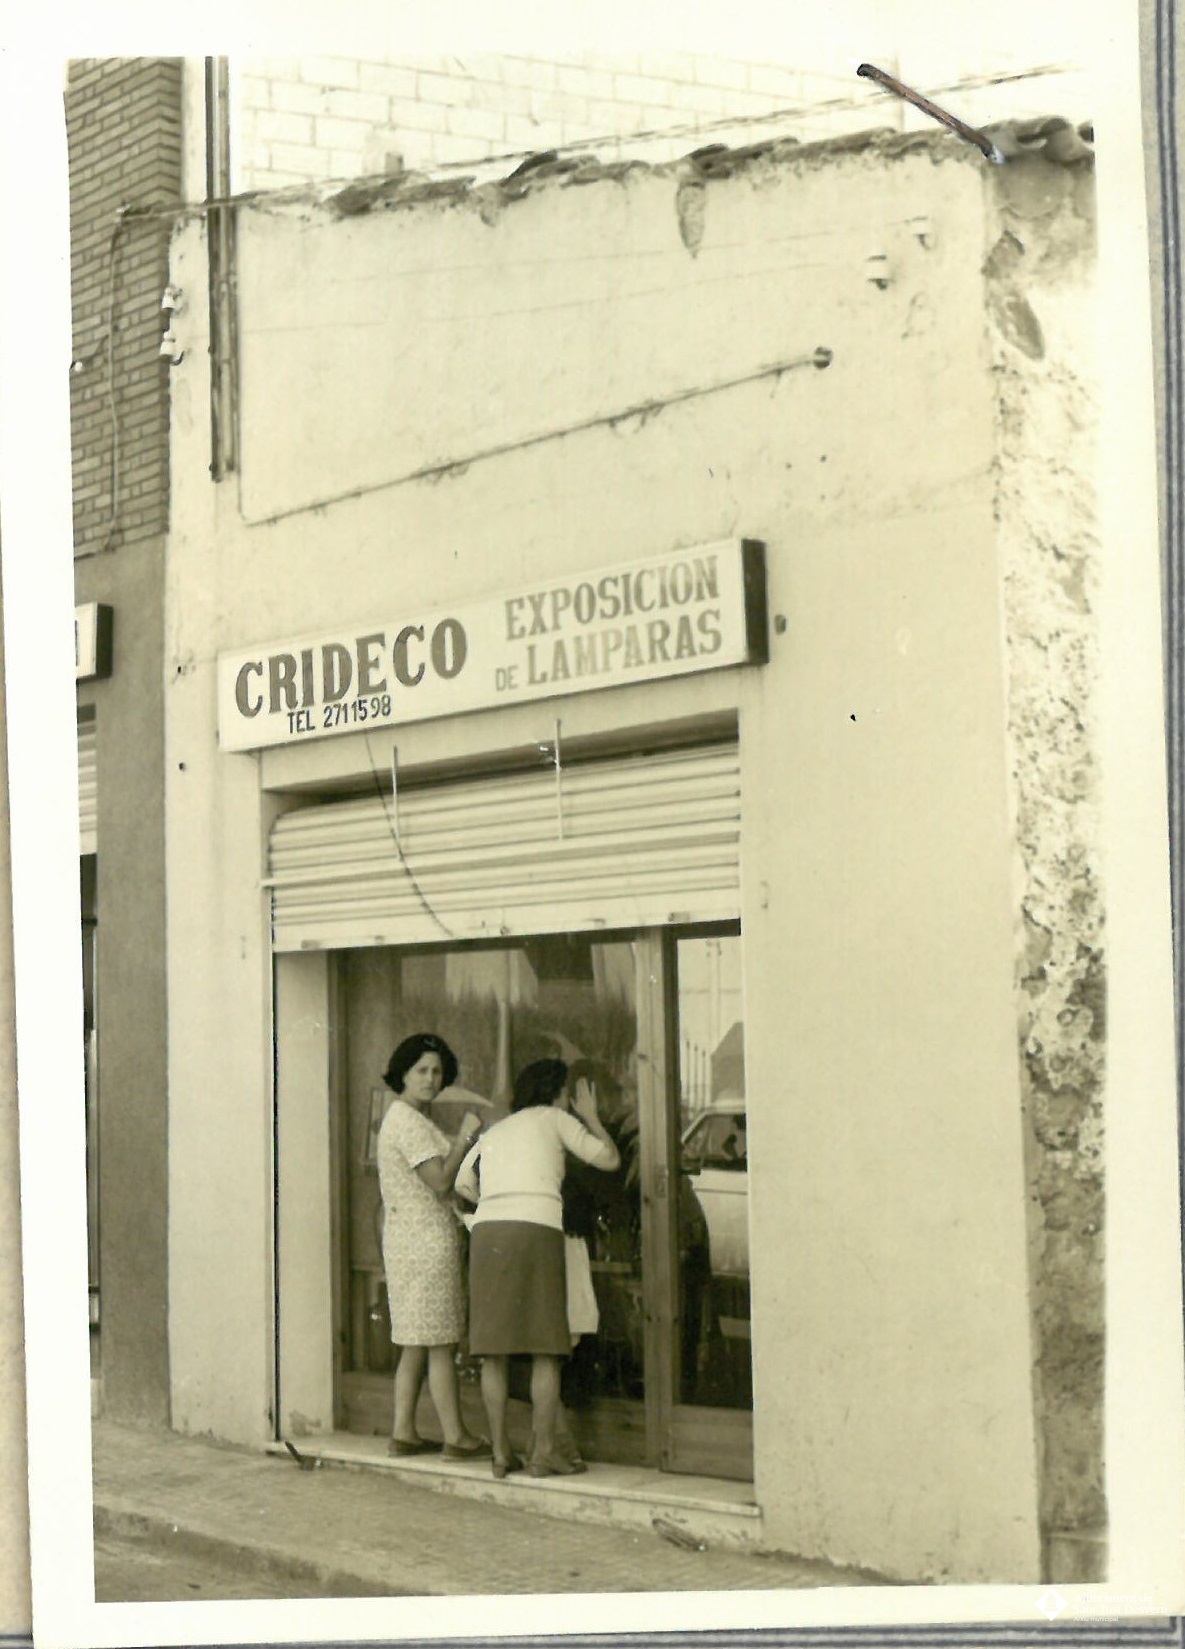 CRIDECO
TEL 2711598
EXPOSICION
DE LAMPARAS